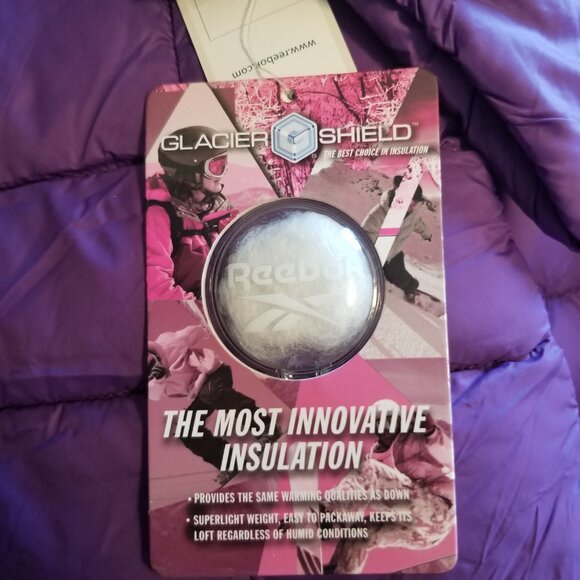 www.reebok.com
GLACIER SHIELD™
THE BEST CHOICE IN INSULATION
Reebok
THE MOST INNOVATIVE
INSULATION
• PROVIDES THE SAME WARMING QUALITIES AS DOWN
• SUPERLIGHT WEIGHT, EASY TO PACKAWAY, KEEPS ITS
LOFT REGARDLESS OF HUMID CONDITIONS